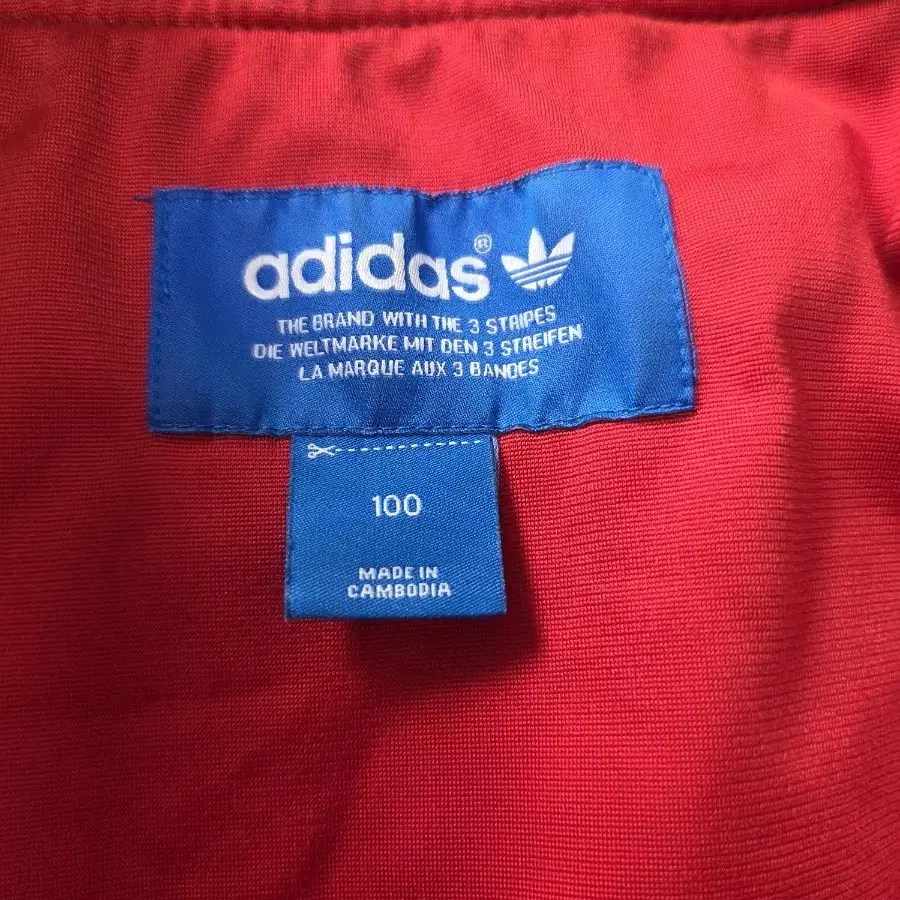 adidas®
THE BRAND WITH THE 3 STRIPES
DIE WELTMARKE MIT DEN 3 STREIFEN
LA MARQUE AUX 3 BANDES
100
MADE IN
CAMBODIA